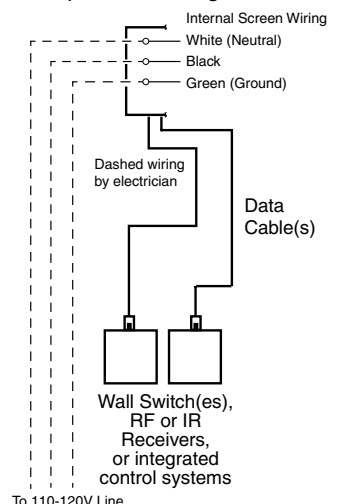 Internal Screen Wiring
White (Neutral)
Black
Green (Ground)
Dashed wiring
by electrician
Data
Cable(s)
Wall Switch(es),
RF or IR
Receivers,
or integrated
control systems
To 110-120V Line